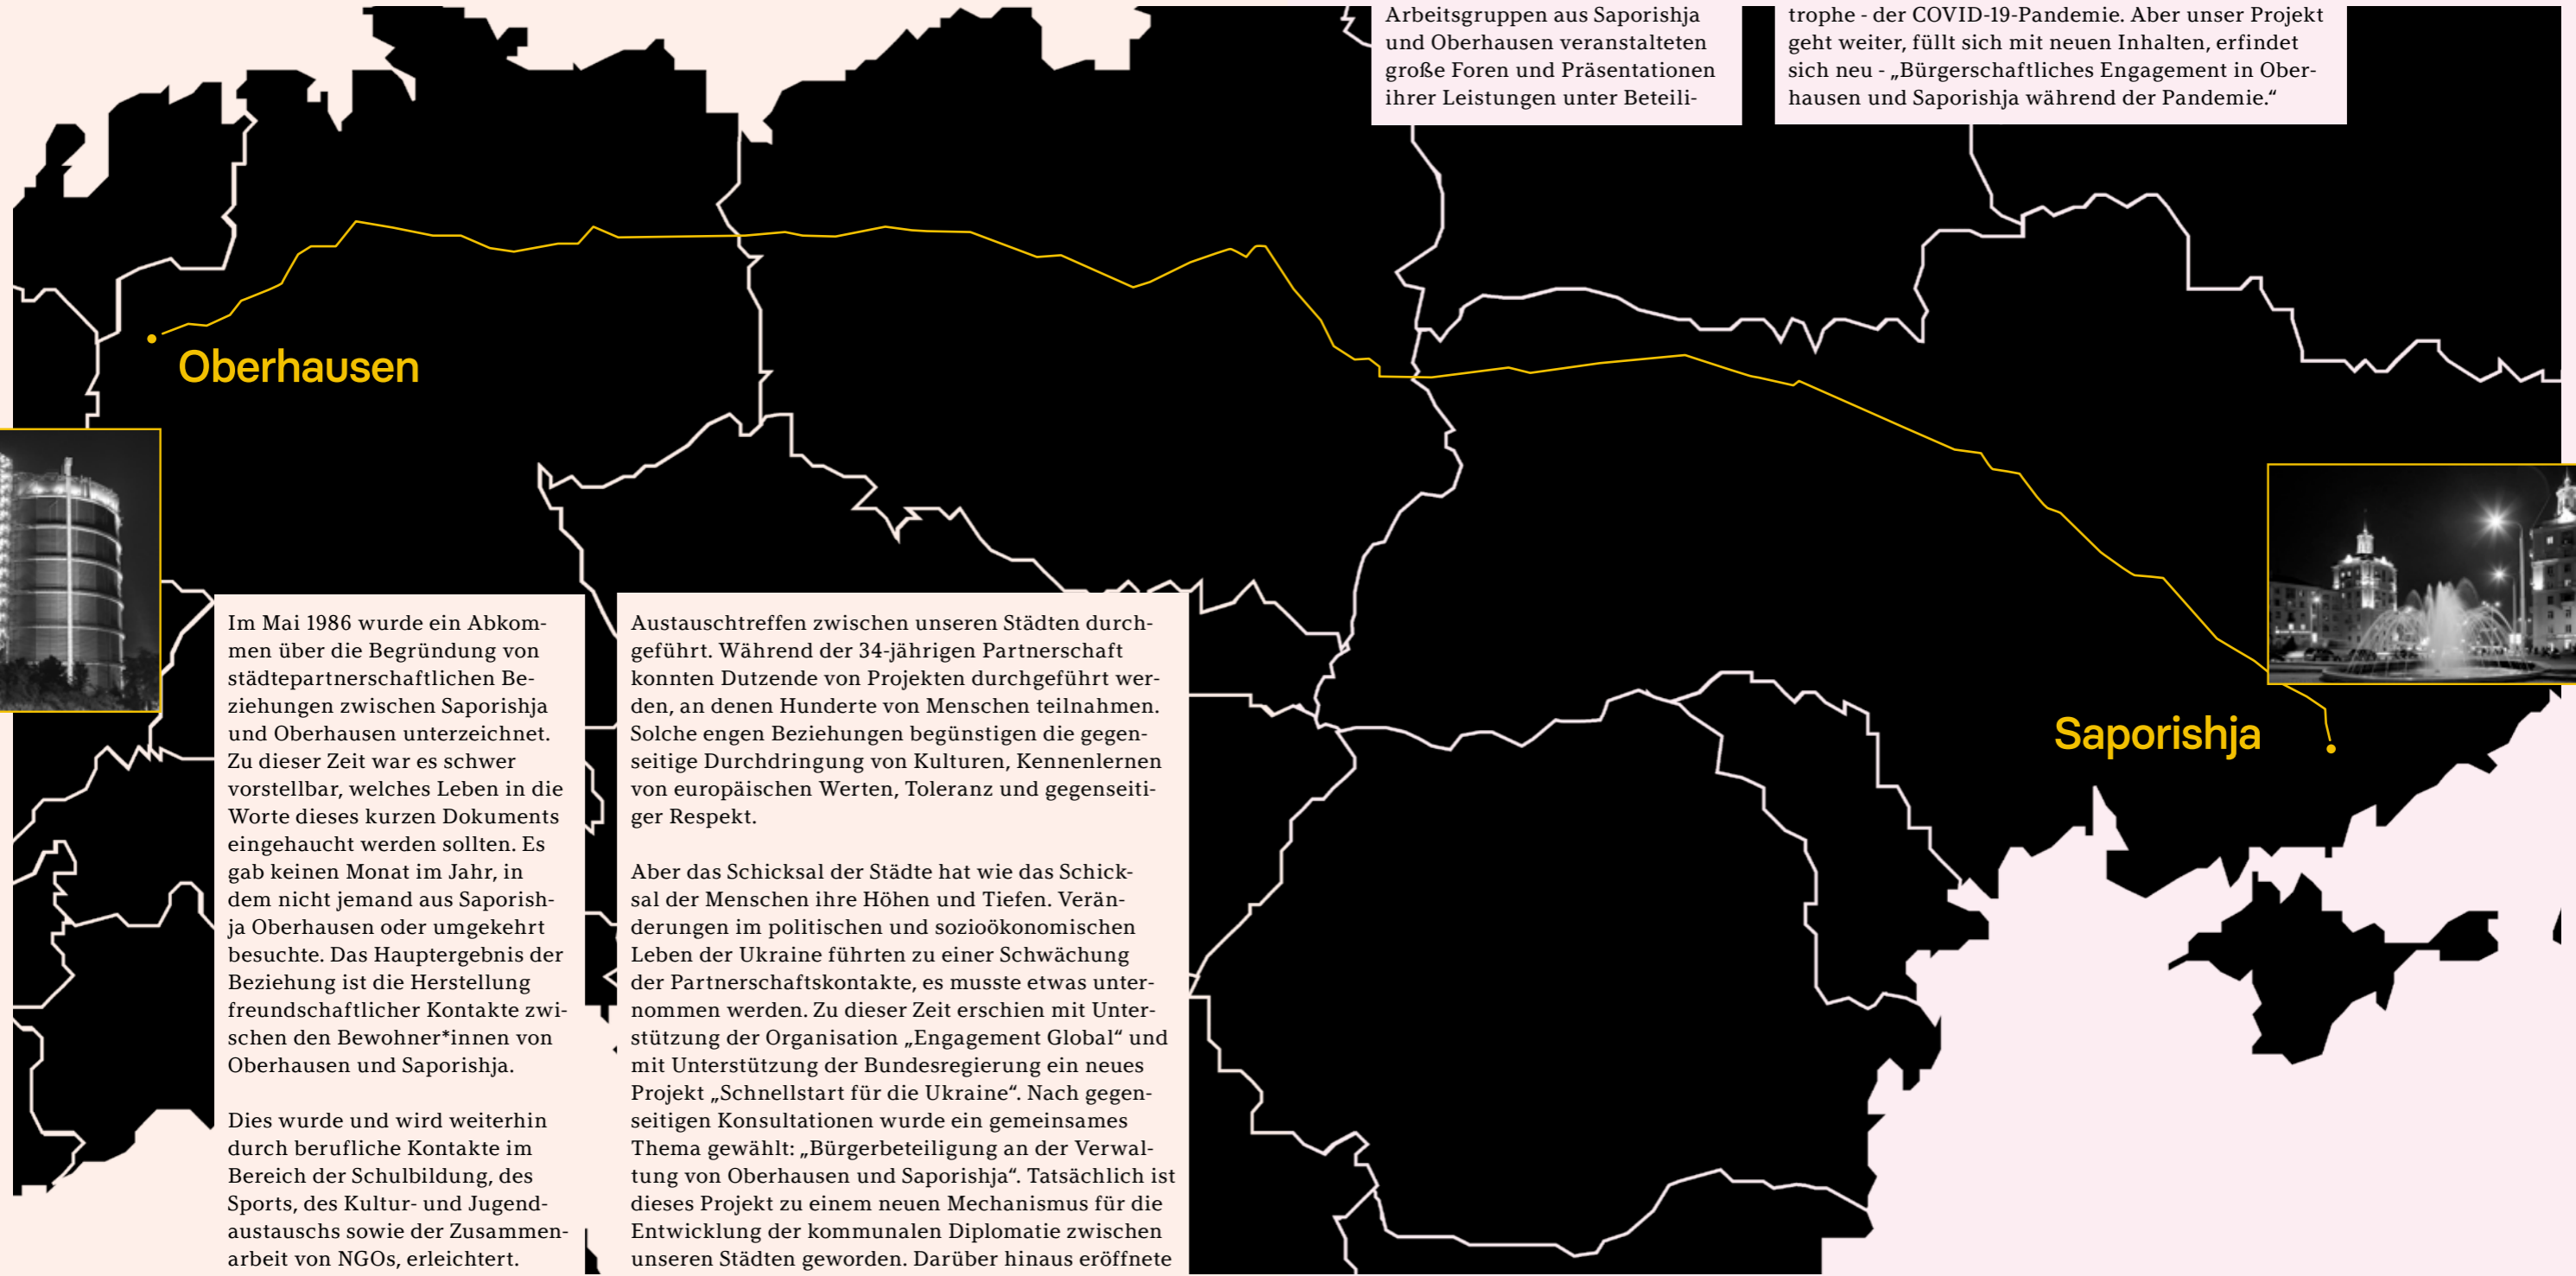 Arbeitsgruppen aus Saporishja
und Oberhausen veranstalteten
große Foren und Präsentationen
ihrer Leistungen unter Beteili-
trophe - der COVID-19-Pandemie. Aber unser Projekt
geht weiter, füllt sich mit neuen Inhalten, erfindet
sich neu - „Bürgerschaftliches Engagement in Ober-
hausen und Saporishja während der Pandemie.“
Oberhausen
Saporishja
Im Mai 1986 wurde ein Abkom-
men über die Begründung von
städtepartnerschaftlichen Be-
ziehungen zwischen Saporishja
und Oberhausen unterzeichnet.
Zu dieser Zeit war es schwer
vorstellbar, welches Leben in die
Worte dieses kurzen Dokuments
eingehaucht werden sollten. Es
gab keinen Monat im Jahr, in
dem nicht jemand aus Saporish-
ja Oberhausen oder umgekehrt
besuchte. Das Hauptergebnis der
Beziehung ist die Herstellung
freundschaftlicher Kontakte zwi-
schen den Bewohner*innen von
Oberhausen und Saporishja.
Dies wurde und wird weiterhin
durch berufliche Kontakte im
Bereich der Schulbildung, des
Sports, des Kultur- und Jugend-
austauschs sowie der Zusammen-
arbeit von NGOs, erleichtert.
Austauschtreffen zwischen unseren Städten durch-
geführt. Während der 34-jährigen Partnerschaft
konnten Dutzende von Projekten durchgeführt wer-
den, an denen Hunderte von Menschen teilnahmen.
Solche engen Beziehungen begünstigen die gegen-
seitige Durchdringung von Kulturen, Kennenlernen
von europäischen Werten, Toleranz und gegenseiti-
ger Respekt.
Aber das Schicksal der Städte hat wie das Schick-
sal der Menschen ihre Höhen und Tiefen. Verän-
derungen im politischen und sozioökonomischen
Leben der Ukraine führten zu einer Schwächung
der Partnerschaftskontakte, es musste etwas unter-
nommen werden. Zu dieser Zeit erschien mit Unter-
stützung der Organisation „Engagement Global“ und
mit Unterstützung der Bundesregierung ein neues
Projekt „Schnellstart für die Ukraine“. Nach gegen-
seitigen Konsultationen wurde ein gemeinsames
Thema gewählt: „Bürgerbeteiligung an der Verwal-
tung von Oberhausen und Saporishja“. Tatsächlich ist
dieses Projekt zu einem neuen Mechanismus für die
Entwicklung der kommunalen Diplomatie zwischen
unseren Städten geworden. Darüber hinaus eröffnete